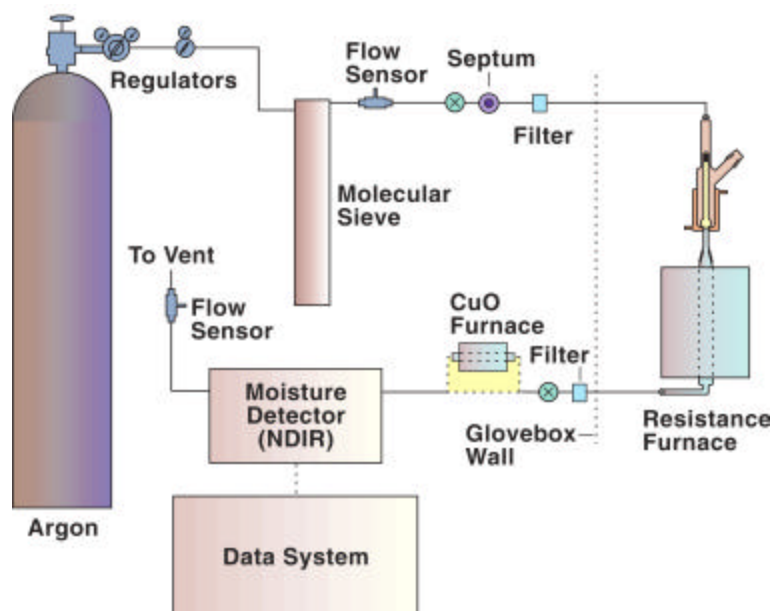 Regulators
Flow
Sensor
Septum
Filter
Molecular
Sieve
To Vent
Flow
Sensor
CuO
Furnace
Filter
Moisture
Detector
(NDIR)
Glovebox
Wall
Resistance
Furnace
Argon
Data System